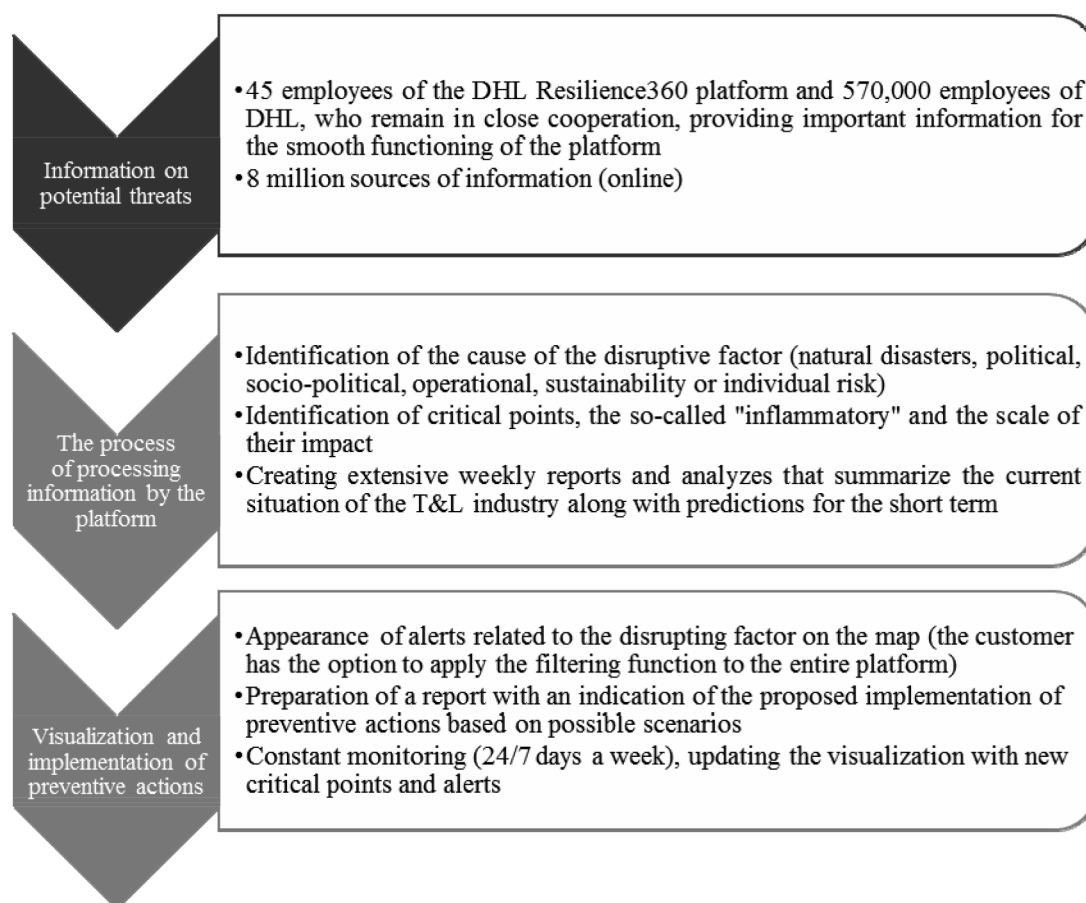 Information on
potential threats
•45 employees of the DHL Resilience360 platform and 570,000 employees of
DHL, who remain in close cooperation, providing important information for
the smooth functioning of the platform
•8 million sources of information (online)
The process
of processing
information by the
platform
•Identification of the cause of the disruptive factor (natural disasters, political,
socio-political, operational, sustainability or individual risk)
•Identification of critical points, the so-called "inflammatory" and the scale of
their impact
•Creating extensive weekly reports and analyzes that summarize the current
situation of the T&L industry along with predictions for the short term
Visualization and
implementation of
preventive actions
•Appearance of alerts related to the disrupting factor on the map (the customer
has the option to apply the filtering function to the entire platform)
•Preparation of a report with an indication of the proposed implementation of
preventive actions based on possible scenarios
•Constant monitoring (24/7 days a week), updating the visualization with new
critical points and alerts